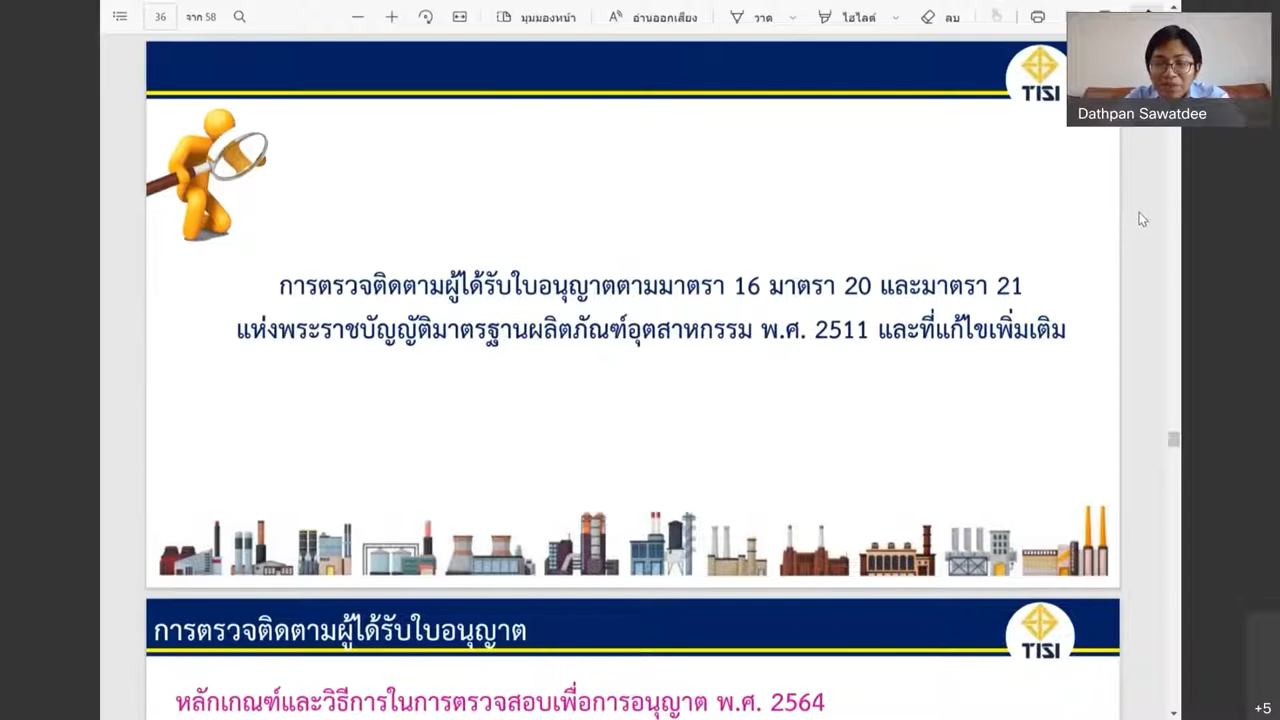 36 จาก 58 มุมมองหน้า อ่านออกเสียง วาด ไฮไลต์ ลบ
TISI
Dathpan Sawatdee
การตรวจติดตามผู้ได้รับใบอนุญาตตามมาตรา 16 มาตรา 20 และมาตรา 21
แห่งพระราชบัญญัติมาตรฐานผลิตภัณฑ์อุตสาหกรรม พ.ศ. 2511 และที่แก้ไขเพิ่มเติม
การตรวจติดตามผู้ได้รับใบอนุญาต
TISI
หลักเกณฑ์และวิธีการในการตรวจสอบเพื่อการอนุญาต พ.ศ. 2564
+5